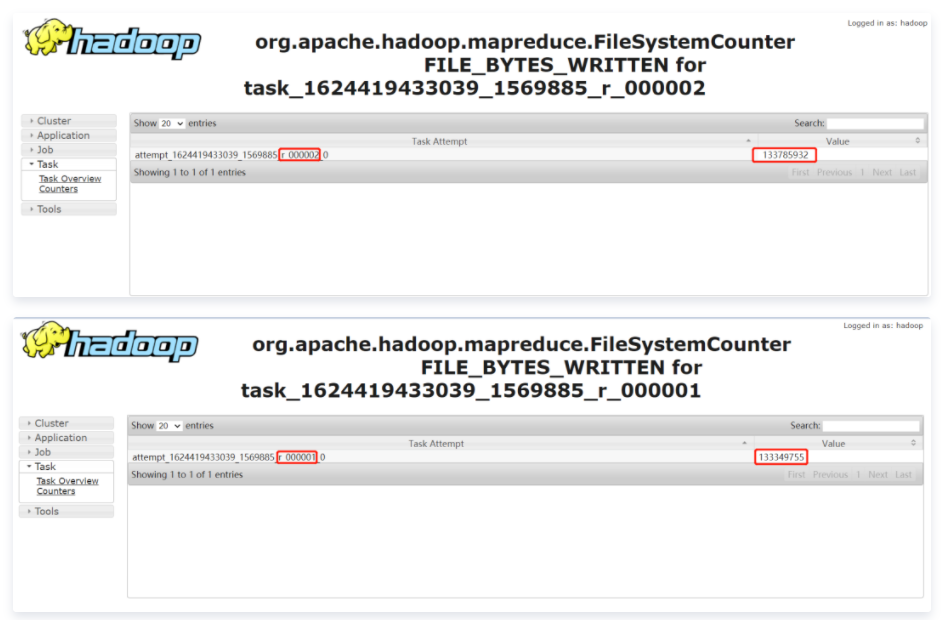 Logged in as: hadoop
hadoop
org.apache.hadoop.mapreduce.FileSystemCounter
FILE_BYTES_WRITTEN for
task_1624419433039_1569885_r_000002
Cluster
Application
Job
Task
Task Overview
Counters
Tools
Show 20 entries
Search:
Task Attempt Value
attempt_1624419433039_1569885_r_000002_0 133785932
Showing 1 to 1 of 1 entries
First Previous 1 Next Last
Logged in as: hadoop
hadoop
org.apache.hadoop.mapreduce.FileSystemCounter
FILE_BYTES_WRITTEN for
task_1624419433039_1569885_r_000001
Cluster
Application
Job
Task
Task Overview
Counters
Tools
Show 20 entries
Search:
Task Attempt Value
attempt_1624419433039_1569885_r_000001_0 133349755
Showing 1 to 1 of 1 entries
First Previous 1 Next Last